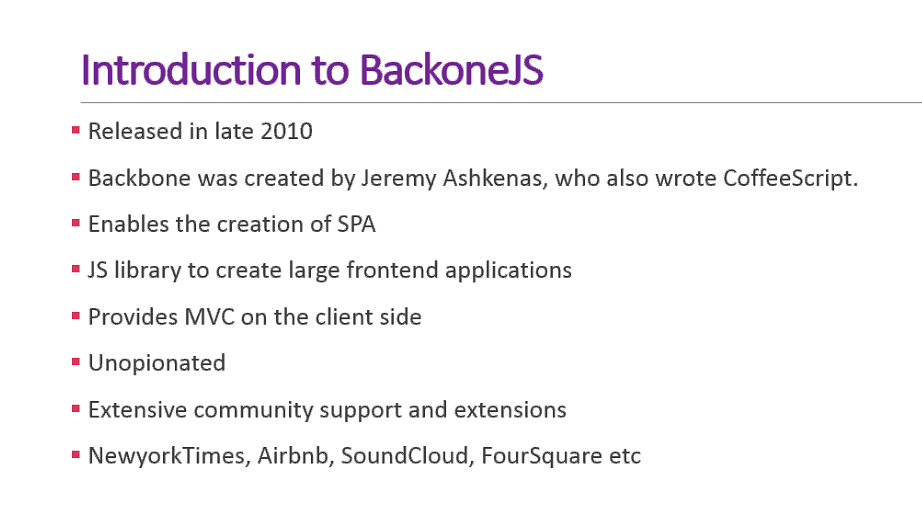 Introduction to BackoneJS
Released in late 2010
Backbone was created by Jeremy Ashkenas, who also wrote CoffeeScript.
Enables the creation of SPA
JS library to create large frontend applications
Provides MVC on the client side
Unopionated
Extensive community support and extensions
NewyorkTimes, Airbnb, SoundCloud, FourSquare etc